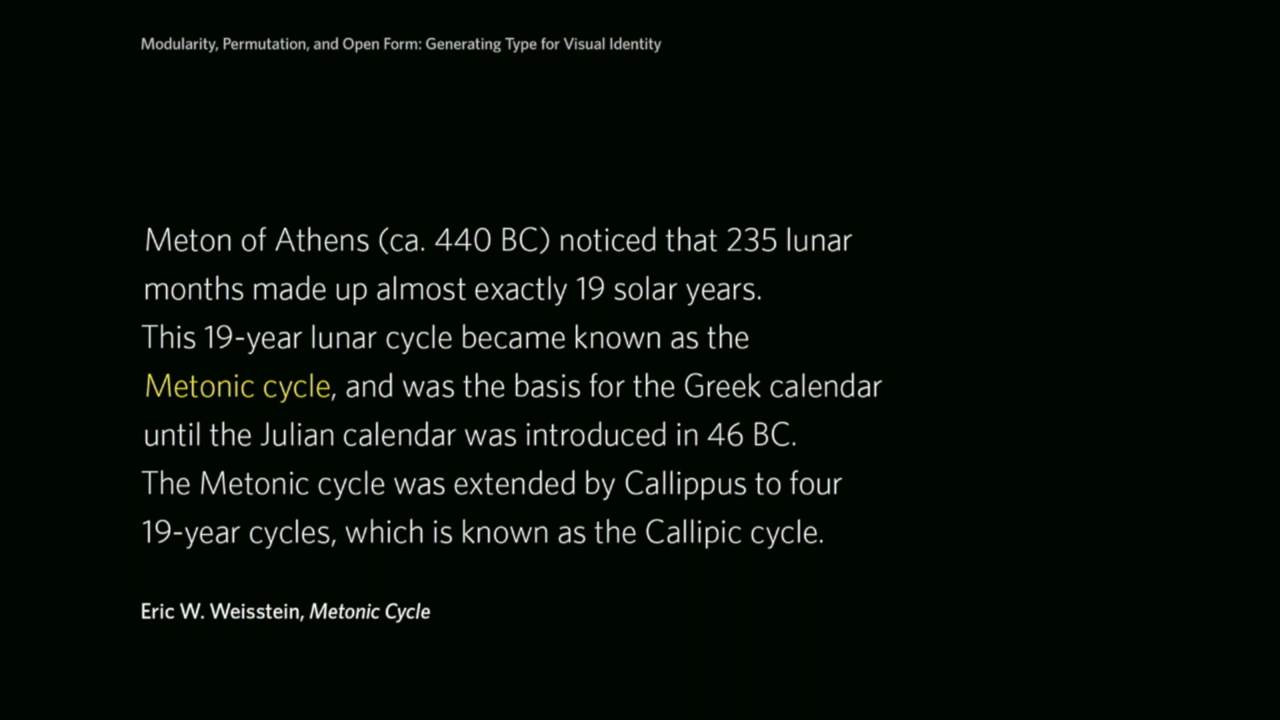 Modularity, Permutation, and Open Form: Generating Type for Visual Identity
Meton of Athens (ca. 440 BC) noticed that 235 lunar
months made up almost exactly 19 solar years.
This 19-year lunar cycle became known as the
Metonic cycle, and was the basis for the Greek calendar
until the Julian calendar was introduced in 46 BC.
The Metonic cycle was extended by Callippus to four
19-year cycles, which is known as the Callipic cycle.
Eric W. Weisstein, Metonic Cycle